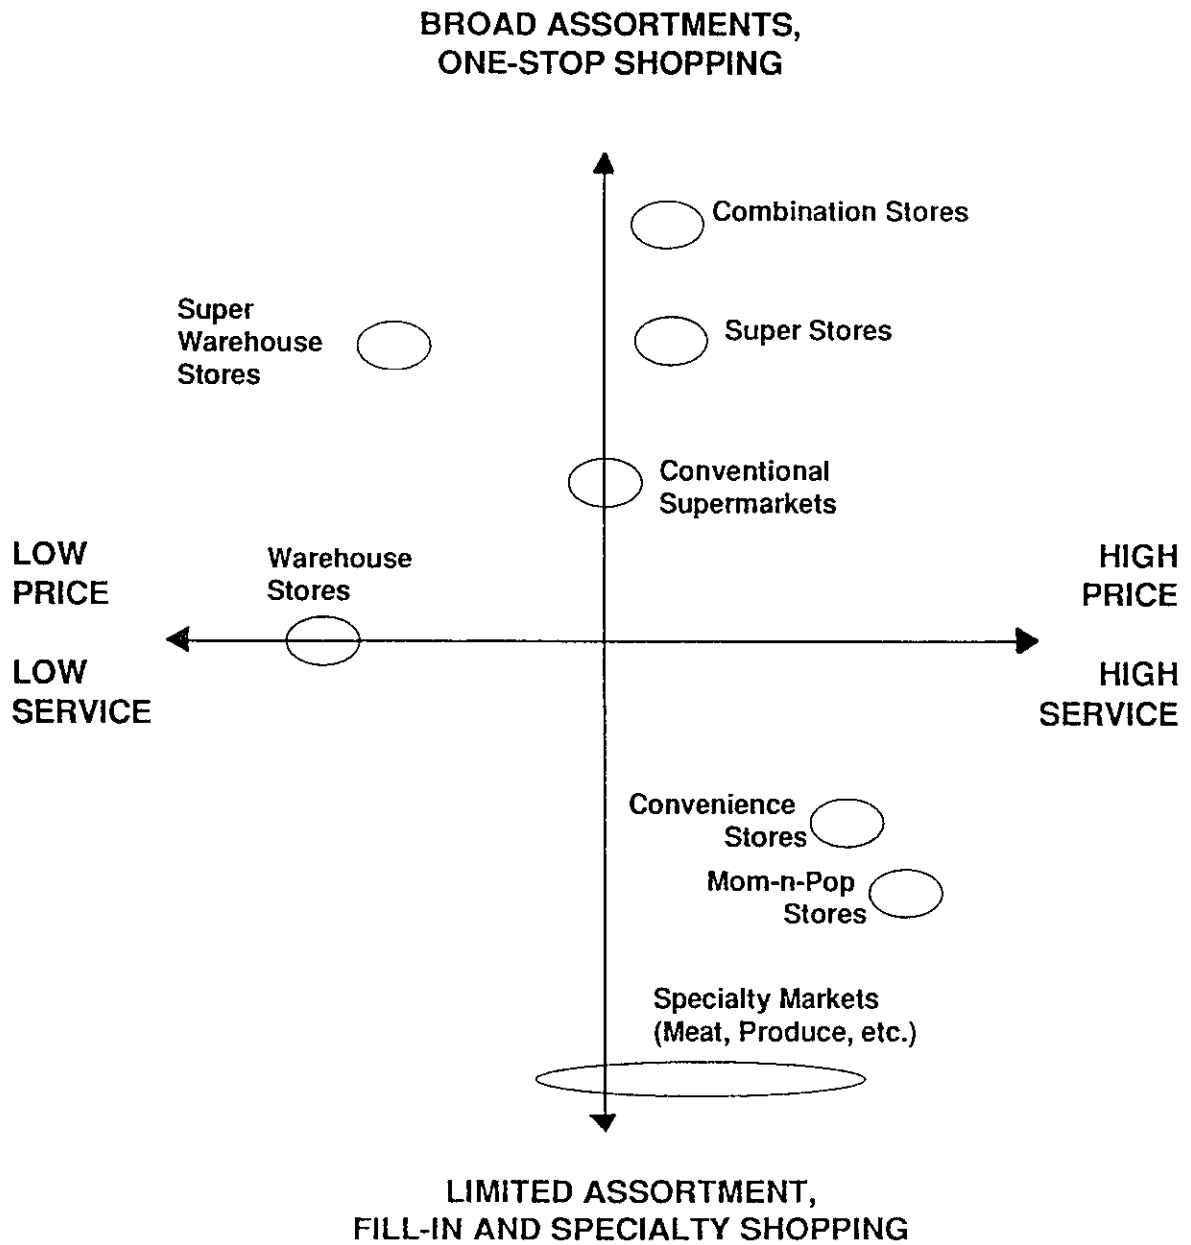 BROAD ASSORTMENTS,
ONE-STOP SHOPPING
Combination Stores
Super
Warehouse
Stores
Super Stores
Conventional
Supermarkets
LOW
PRICE
Warehouse
Stores
HIGH
PRICE
LOW
SERVICE
HIGH
SERVICE
Convenience
Stores
Mom-n-Pop
Stores
Specialty Markets
(Meat, Produce, etc.)
LIMITED ASSORTMENT,
FILL-IN AND SPECIALTY SHOPPING